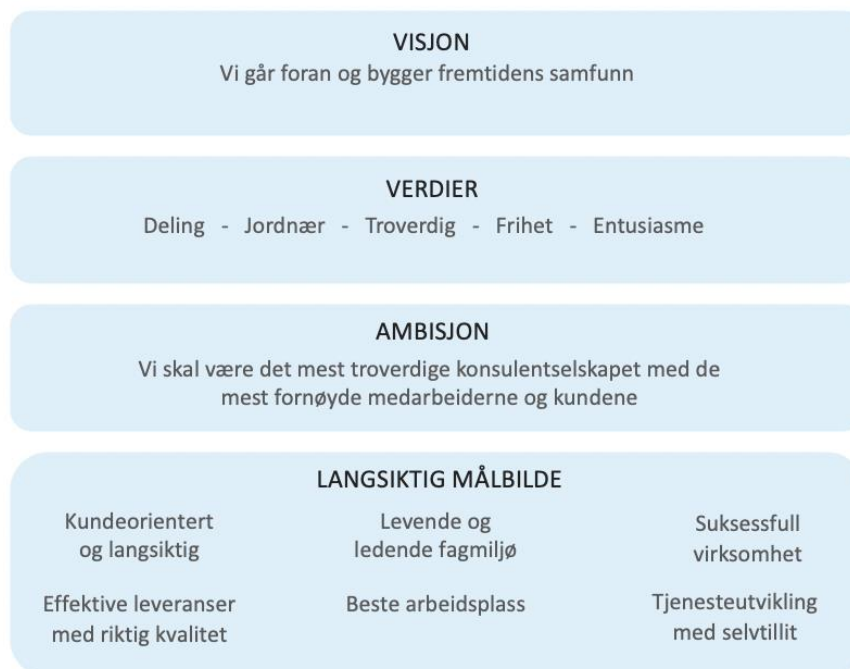 VISJON
Vi går foran og bygger fremtidens samfunn
VERDIER
Deling - Jordnær - Troverdig - Frihet - Entusiasme
AMBISJON
Vi skal være det mest troverdige konsulentselskapet med de
mest fornøyde medarbeiderne og kundene
LANGSIKTIG MÅLBILDE
Kundeorientert
og langsiktig
Levende og
ledende fagmiljø
Suksessfull
virksomhet
Effektive leveranser
med riktig kvalitet
Beste arbeidsplass
Tjenesteutvikling
med selvtillit